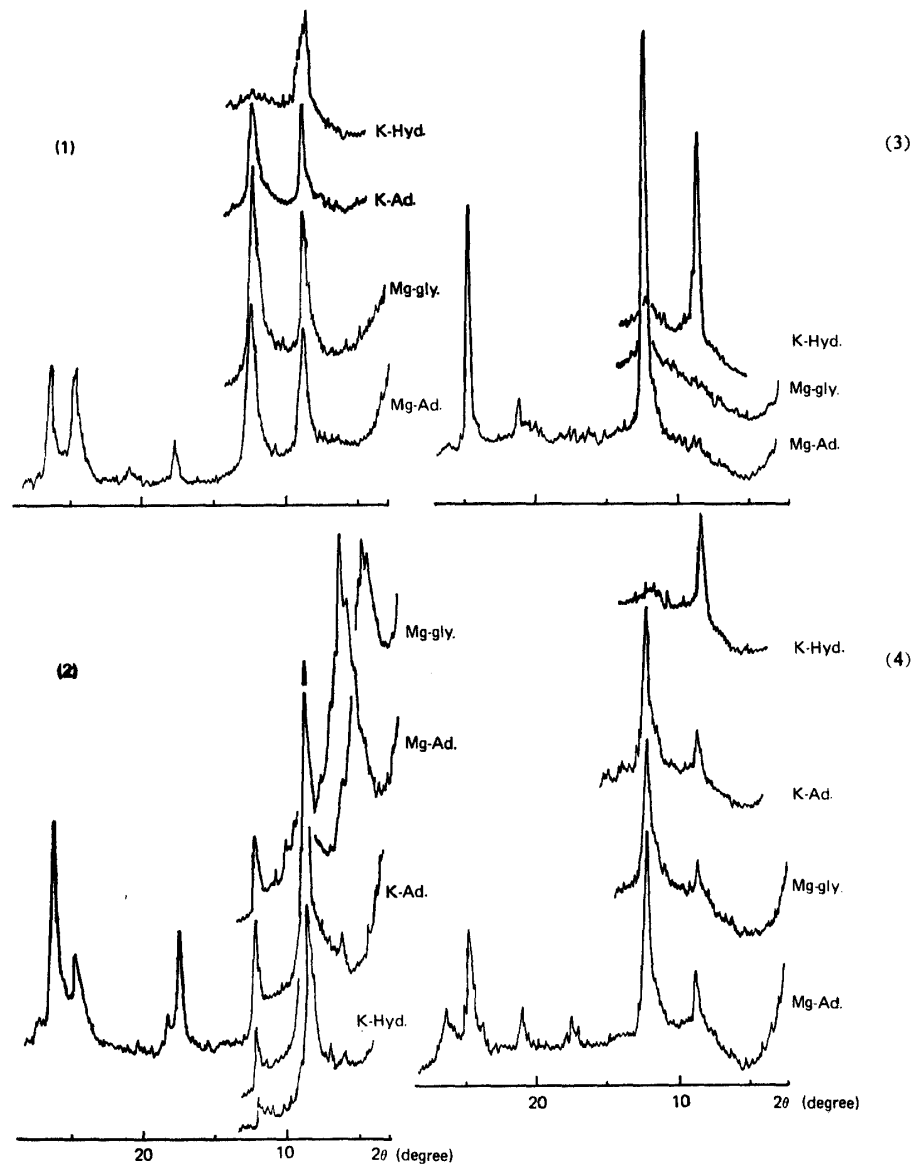 (1)
K-Hyd.
K-Ad.
Mg-gly.
Mg-Ad.
20
10
(2)
Mg-gly.
Mg-Ad.
K-Ad.
K-Hyd.
20
10
2θ (degree)
(3)
K-Hyd.
Mg-gly.
Mg-Ad.
(4)
K-Hyd.
K-Ad.
Mg-gly.
Mg-Ad.
20
10
2θ (degree)